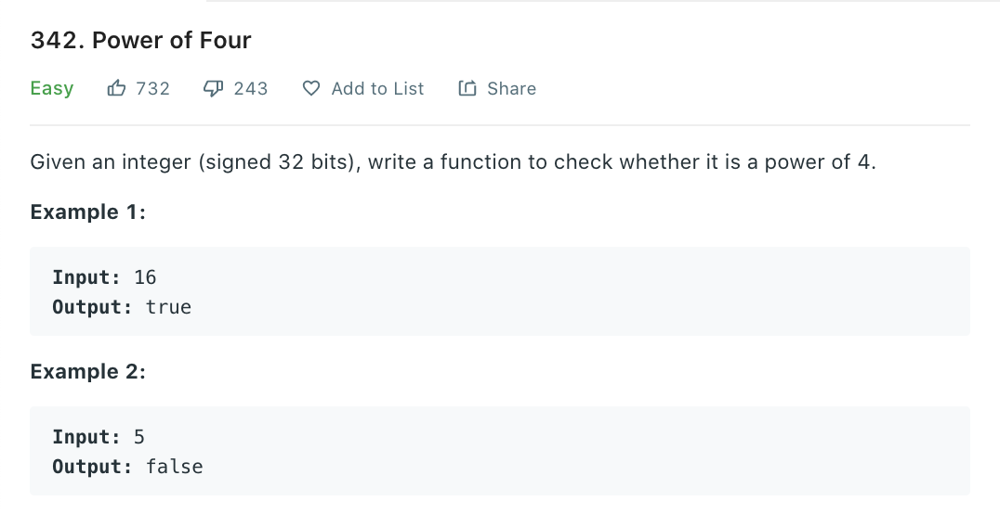 342. Power of Four
Easy 732 243 Add to List Share
Given an integer (signed 32 bits), write a function to check whether it is a power of 4.
Example 1:
Input: 16
Output: true
Example 2:
Input: 5
Output: false